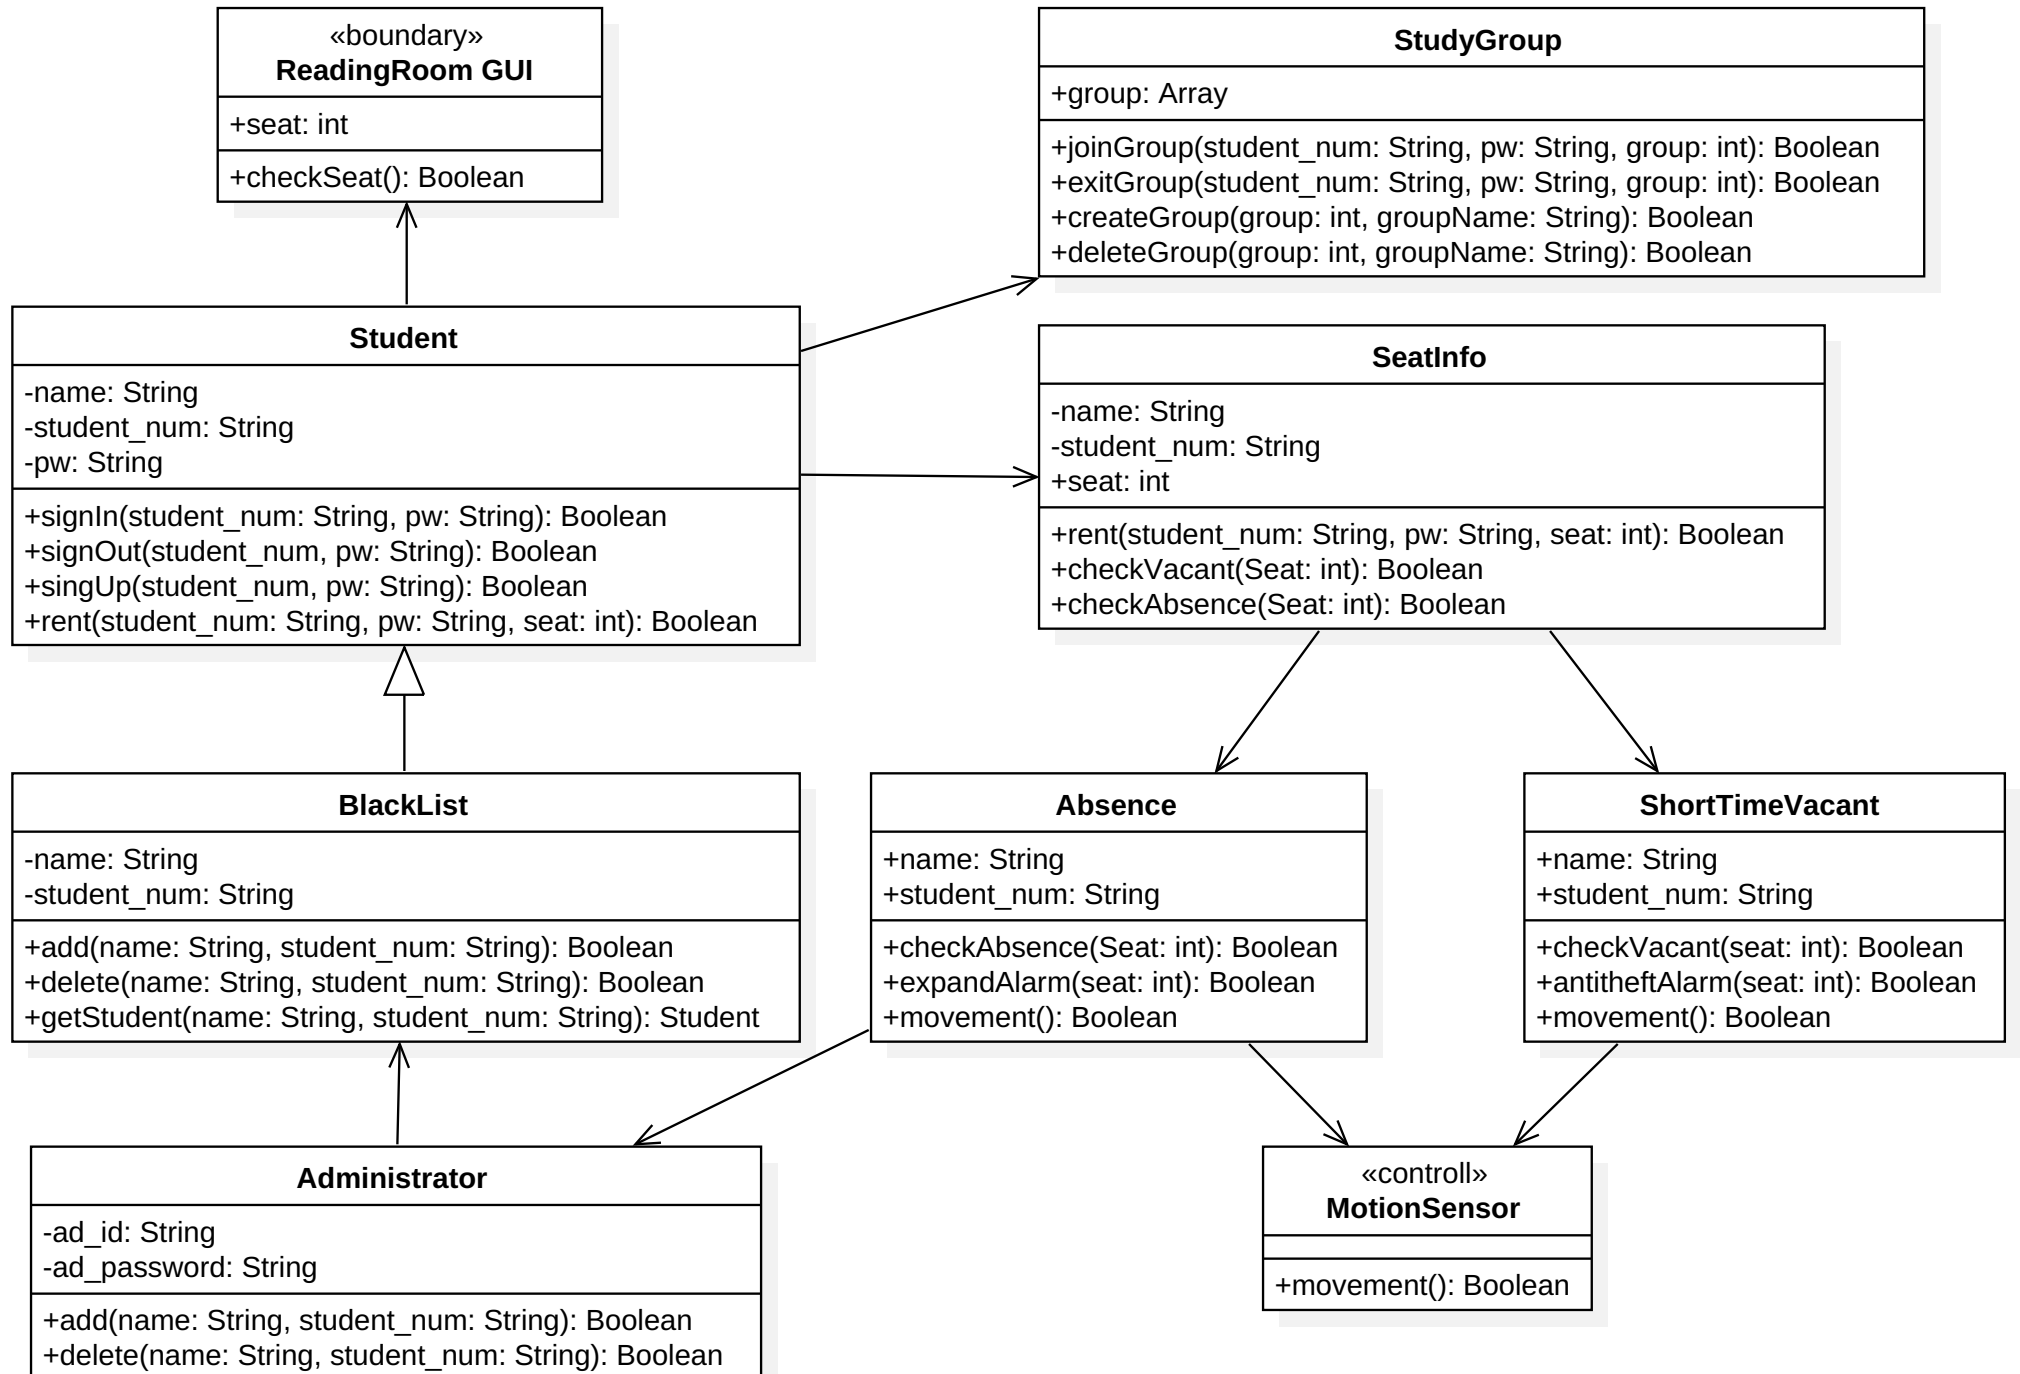 «boundary»
ReadingRoom GUI
+seat: int
+checkSeat(): Boolean
StudyGroup
+group: Array
+joinGroup(student_num: String, pw: String, group: int): Boolean
+exitGroup(student_num: String, pw: String, group: int): Boolean
+createGroup(group: int, groupName: String): Boolean
+deleteGroup(group: int, groupName: String): Boolean
Student
-name: String
-student_num: String
-pw: String
+signIn(student_num: String, pw: String): Boolean
+signOut(student_num, pw: String): Boolean
+singUp(student_num, pw: String): Boolean
+rent(student_num: String, pw: String, seat: int): Boolean
SeatInfo
-name: String
-student_num: String
+seat: int
+rent(student_num: String, pw: String, seat: int): Boolean
+checkVacant(Seat: int): Boolean
+checkAbsence(Seat: int): Boolean
BlackList
-name: String
-student_num: String
+add(name: String, student_num: String): Boolean
+delete(name: String, student_num: String): Boolean
+getStudent(name: String, student_num: String): Student
Absence
+name: String
+student_num: String
+checkAbsence(Seat: int): Boolean
+expandAlarm(seat: int): Boolean
+movement(): Boolean
ShortTimeVacant
+name: String
+student_num: String
+checkVacant(seat: int): Boolean
+antitheftAlarm(seat: int): Boolean
+movement(): Boolean
Administrator
-ad_id: String
-ad_password: String
+add(name: String, student_num: String): Boolean
+delete(name: String, student_num: String): Boolean
«controll»
MotionSensor
+movement(): Boolean